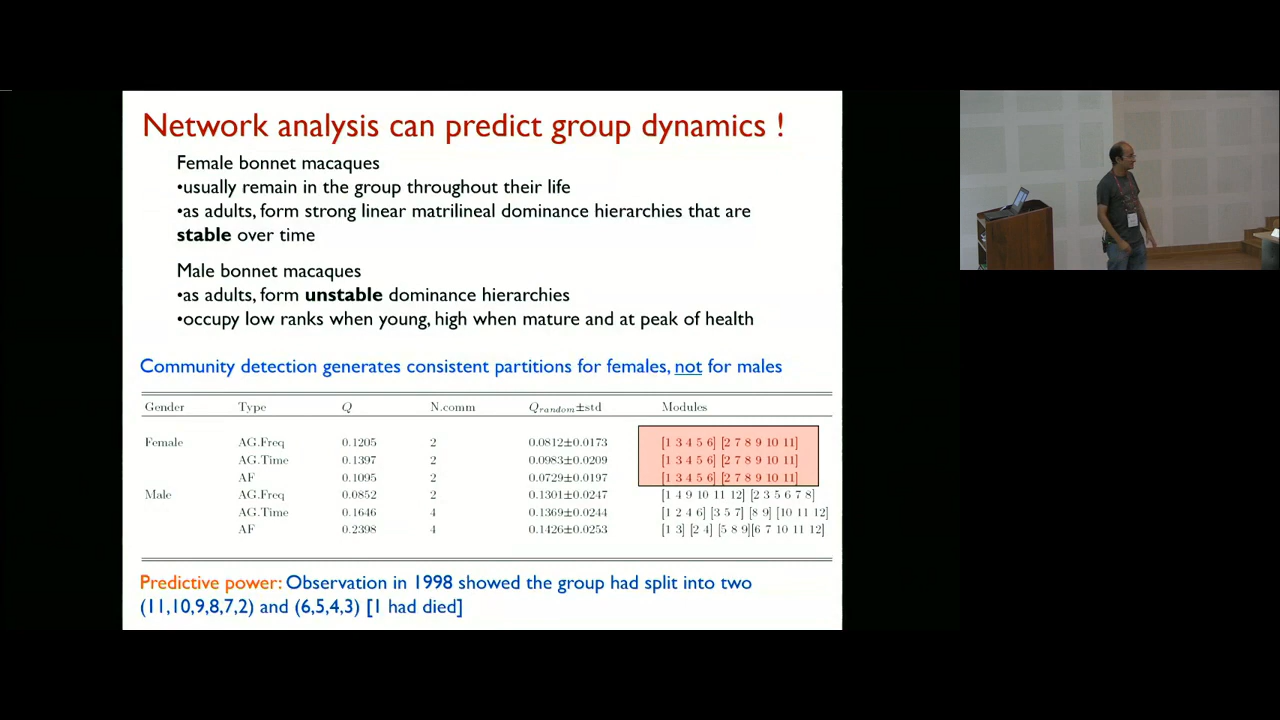 Network analysis can predict group dynamics !
Female bonnet macaques
•usually remain in the group throughout their life
•as adults, form strong linear matrilineal dominance hierarchies that are
stable over time
Male bonnet macaques
•as adults, form unstable dominance hierarchies
•occupy low ranks when young, high when mature and at peak of health
Community detection generates consistent partitions for females, not for males
Gender Type Q N.comm Qrandom±std Modules
Female AG.Freq 0.1205 2 0.0812±0.0173 [1 3 4 5 6] [2 7 8 9 10 11]
AG.Time 0.1397 2 0.0983±0.0209 [1 3 4 5 6] [2 7 8 9 10 11]
AF 0.1095 2 0.0729±0.0197 [1 3 4 5 6] [2 7 8 9 10 11]
Male AG.Freq 0.0852 2 0.1301±0.0247 [1 4 9 10 11 12] [2 3 5 6 7 8]
AG.Time 0.1646 4 0.1369±0.0244 [1 2 4 6] [3 5 7] [8 9] [10 11 12]
AF 0.2398 4 0.1426±0.0253 [1 3] [2 4] [5 8 9][6 7 10 11 12]
Predictive power: Observation in 1998 showed the group had split into two
(11,10,9,8,7,2) and (6,5,4,3) [1 had died]